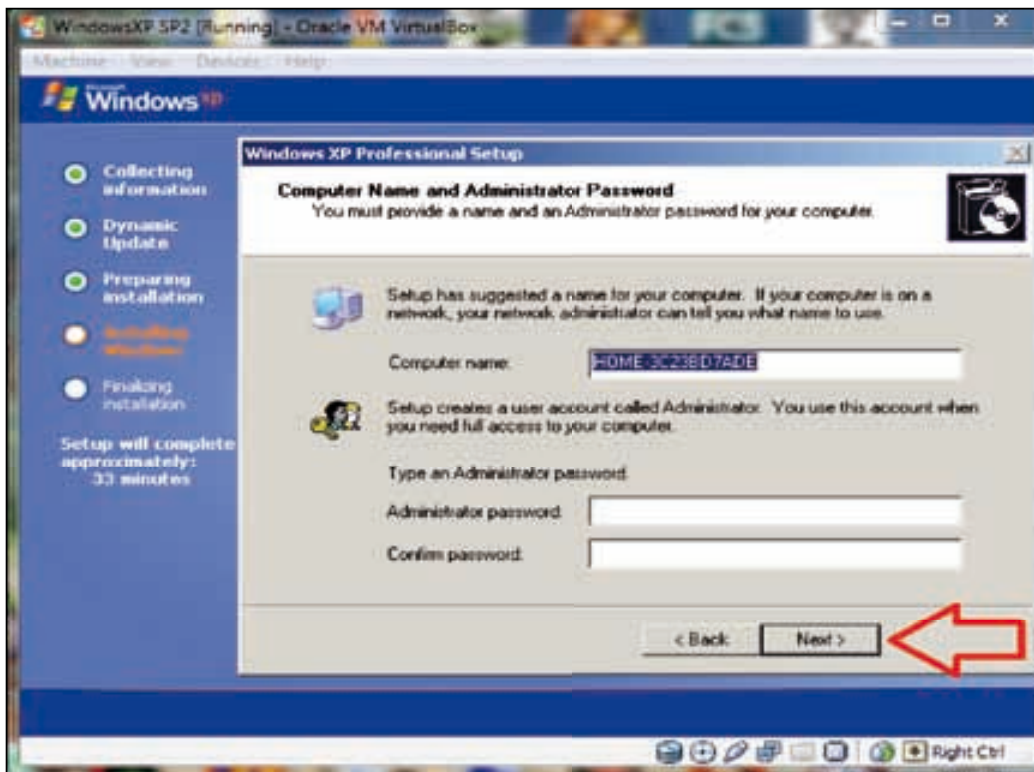 WindowsXP SP2 [Running] - Oracle VM VirtualBox
Machine View Devices Help
Microsoft
Windows xp
Collecting
information
Dynamic
Update
Preparing
installation
Installing
Windows
Finalizing
installation
Setup will complete
approximately:
33 minutes
Windows XP Professional Setup
Computer Name and Administrator Password
You must provide a name and an Administrator password for your computer.
Setup has suggested a name for your computer. If your computer is on a
network, your network administrator can tell you what name to use.
Computer name:
HOME-3C23BD7ADE
Setup creates a user account called Administrator. You use this account when
you need full access to your computer.
Type an Administrator password.
Administrator password:
Confirm password:
< Back
Next >
Right Ctrl